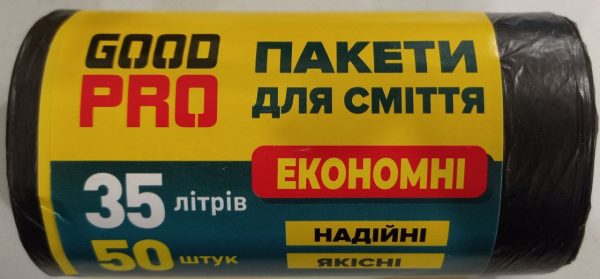 GOOD
PRO
ПАКЕТИ
ДЛЯ СМІТТЯ
ЕКОНОМНІ
35 літрів
50 ШТУК
НАДІЙНІ
ЯКІСНІ